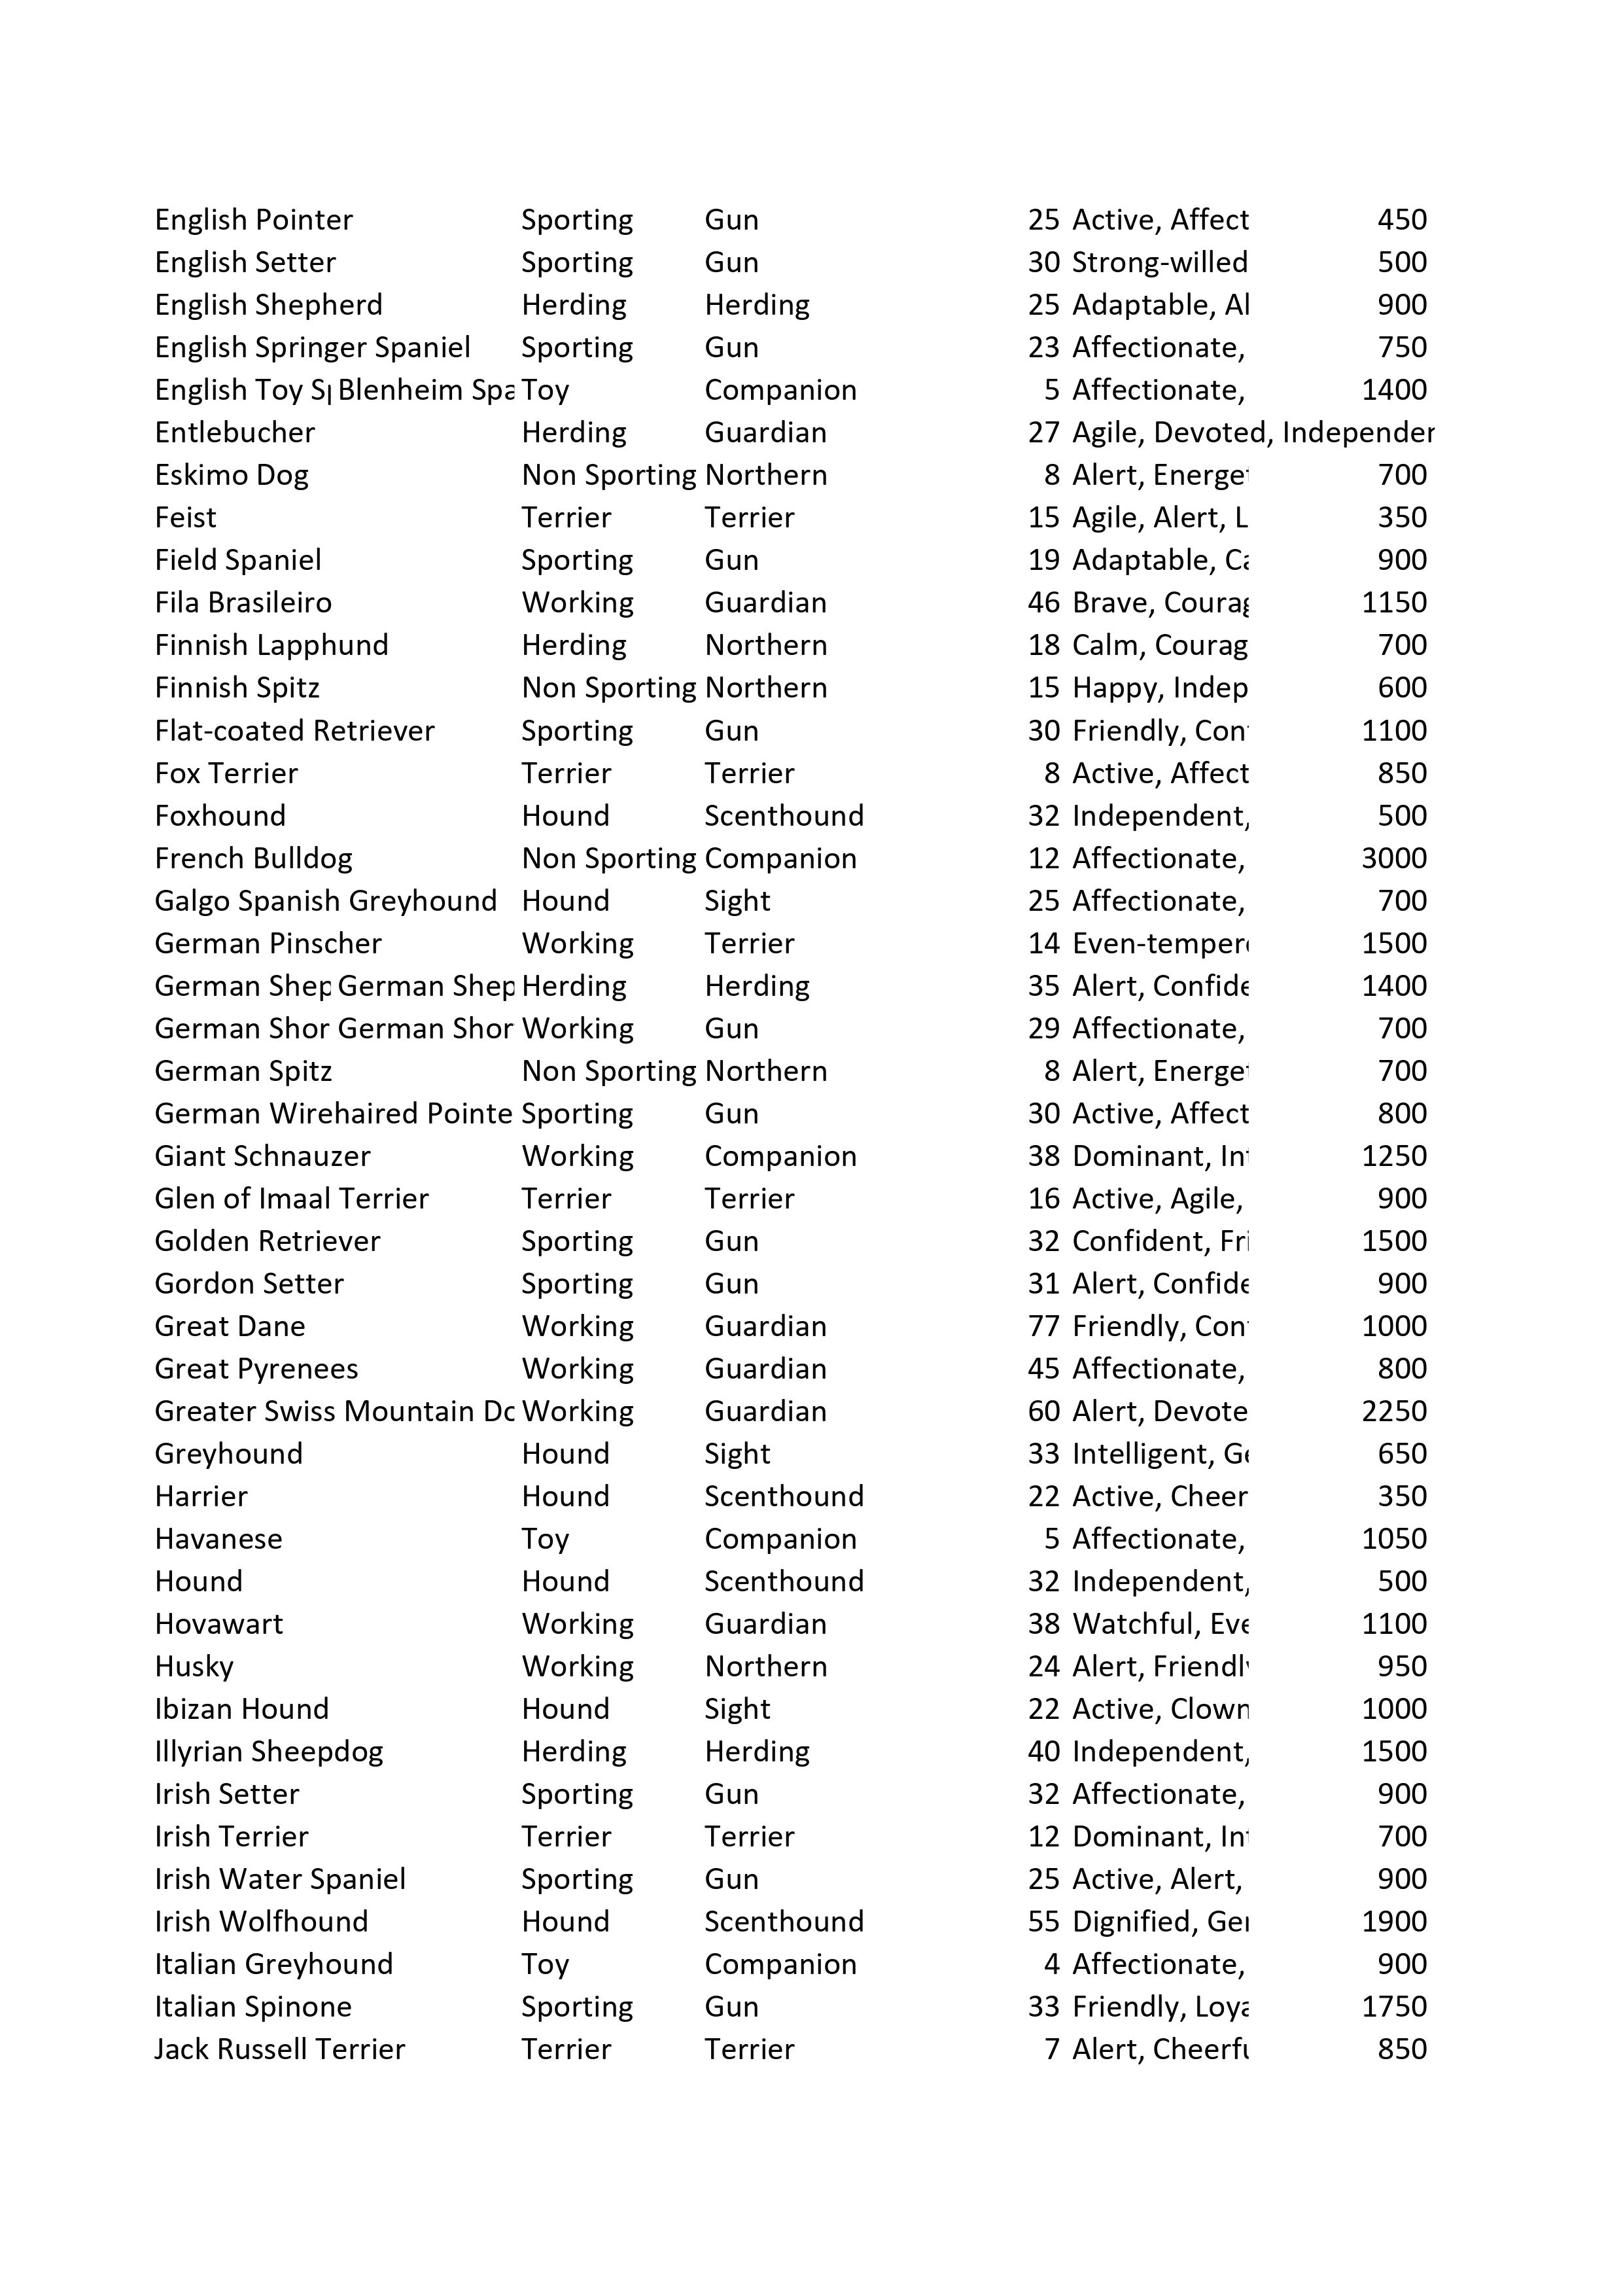 English Pointer Sporting Gun 25 Active, Affect 450
English Setter Sporting Gun 30 Strong-willed 500
English Shepherd Herding Herding 25 Adaptable, Al 900
English Springer Spaniel Sporting Gun 23 Affectionate, 750
English Toy Sp Blenheim Spa Toy Companion 5 Affectionate, 1400
Entlebucher Herding Guardian 27 Agile, Devoted, Independen
Eskimo Dog Non Sporting Northern 8 Alert, Energet 700
Feist Terrier Terrier 15 Agile, Alert, L 350
Field Spaniel Sporting Gun 19 Adaptable, Ca 900
Fila Brasileiro Working Guardian 46 Brave, Courag 1150
Finnish Lapphund Herding Northern 18 Calm, Courag 700
Finnish Spitz Non Sporting Northern 15 Happy, Indep 600
Flat-coated Retriever Sporting Gun 30 Friendly, Conf 1100
Fox Terrier Terrier Terrier 8 Active, Affect 850
Foxhound Hound Scenthound 32 Independent, 500
French Bulldog Non Sporting Companion 12 Affectionate, 3000
Galgo Spanish Greyhound Hound Sight 25 Affectionate, 700
German Pinscher Working Terrier 14 Even-tempere 1500
German Shep German Shep Herding Herding 35 Alert, Confide 1400
German Shor German Shor Working Gun 29 Affectionate, 700
German Spitz Non Sporting Northern 8 Alert, Energet 700
German Wirehaired Pointe Sporting Gun 30 Active, Affect 800
Giant Schnauzer Working Companion 38 Dominant, Int 1250
Glen of Imaal Terrier Terrier Terrier 16 Active, Agile, 900
Golden Retriever Sporting Gun 32 Confident, Fri 1500
Gordon Setter Sporting Gun 31 Alert, Confide 900
Great Dane Working Guardian 77 Friendly, Conf 1000
Great Pyrenees Working Guardian 45 Affectionate, 800
Greater Swiss Mountain Do Working Guardian 60 Alert, Devote 2250
Greyhound Hound Sight 33 Intelligent, Ge 650
Harrier Hound Scenthound 22 Active, Cheer 350
Havanese Toy Companion 5 Affectionate, 1050
Hound Hound Scenthound 32 Independent, 500
Hovawart Working Guardian 38 Watchful, Eve 1100
Husky Working Northern 24 Alert, Friendly 950
Ibizan Hound Hound Sight 22 Active, Clown 1000
Illyrian Sheepdog Herding Herding 40 Independent, 1500
Irish Setter Sporting Gun 32 Affectionate, 900
Irish Terrier Terrier Terrier 12 Dominant, Int 700
Irish Water Spaniel Sporting Gun 25 Active, Alert, 900
Irish Wolfhound Hound Scenthound 55 Dignified, Gen 1900
Italian Greyhound Toy Companion 4 Affectionate, 900
Italian Spinone Sporting Gun 33 Friendly, Loya 1750
Jack Russell Terrier Terrier Terrier 7 Alert, Cheerfu 850